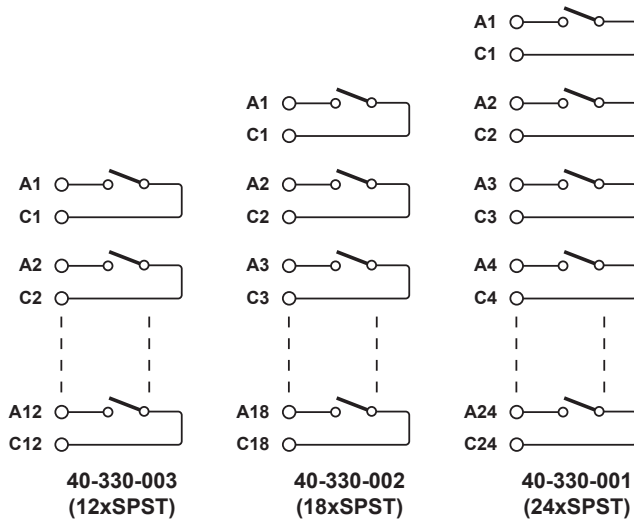 A1
C1
A2
C2
A12
C12
40-330-003
(12xSPST)
A1
C1
A2
C2
A3
C3
A18
C18
40-330-002
(18xSPST)
A1
C1
A2
C2
A3
C3
A4
C4
A24
C24
40-330-001
(24xSPST)